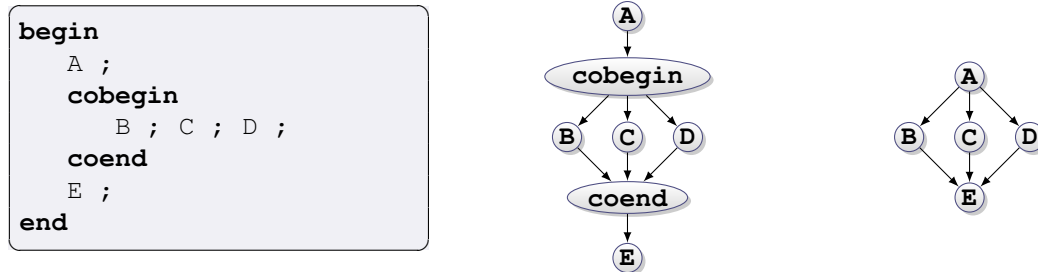 begin
A ;
cobegin
B ; C ; D ;
coend
E ;
end
A
cobegin
B C D
coend
E
A
B C D
E